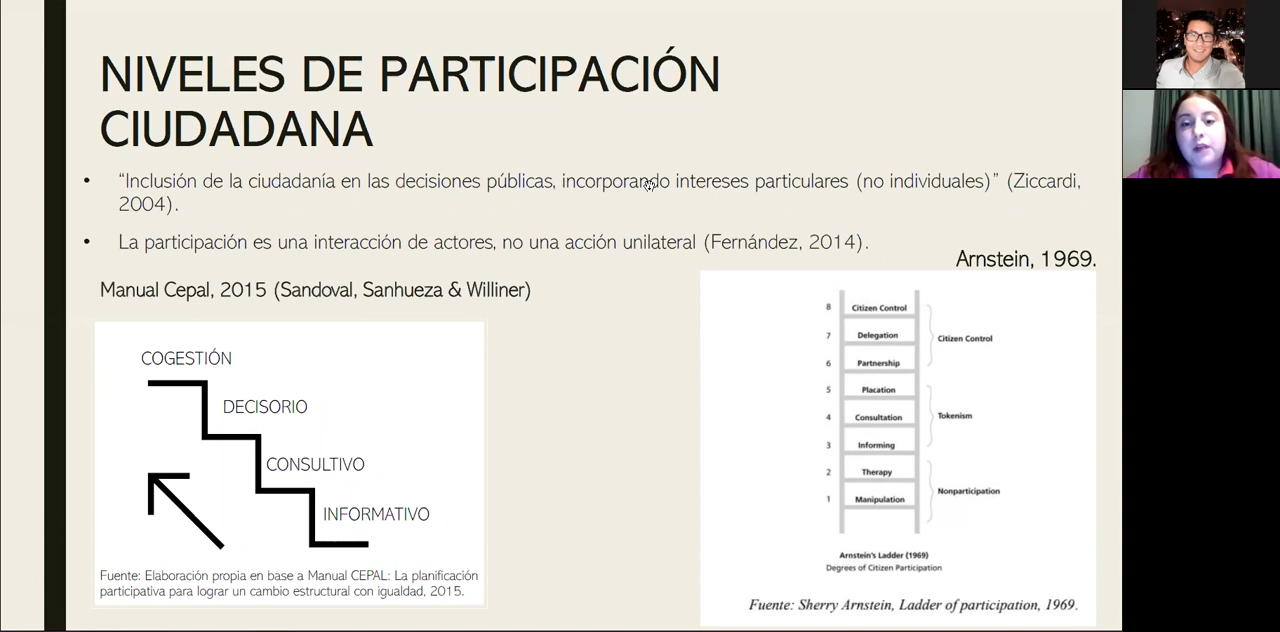 NIVELES DE PARTICIPACIÓN
CIUDADANA
• “Inclusión de la ciudadanía en las decisiones públicas, incorporando intereses particulares (no individuales)” (Ziccardi,
2004).
• La participación es una interacción de actores, no una acción unilateral (Fernández, 2014).
Manual Cepal, 2015 (Sandoval, Sanhueza & Williner)
COGESTIÓN
DECISORIO
CONSULTIVO
INFORMATIVO
Fuente: Elaboración propia en base a Manual CEPAL: La planificación
participativa para lograr un cambio estructural con igualdad, 2015.
Arnstein, 1969.
8 Citizen Control
7 Delegation
6 Partnership
Citizen Control
5 Placation
4 Consultation
3 Informing
Tokenism
2 Therapy
1 Manipulation
Nonparticipation
Arnstein's Ladder (1969)
Degrees of Citizen Participation
Fuente: Sherry Arnstein, Ladder of participation, 1969.